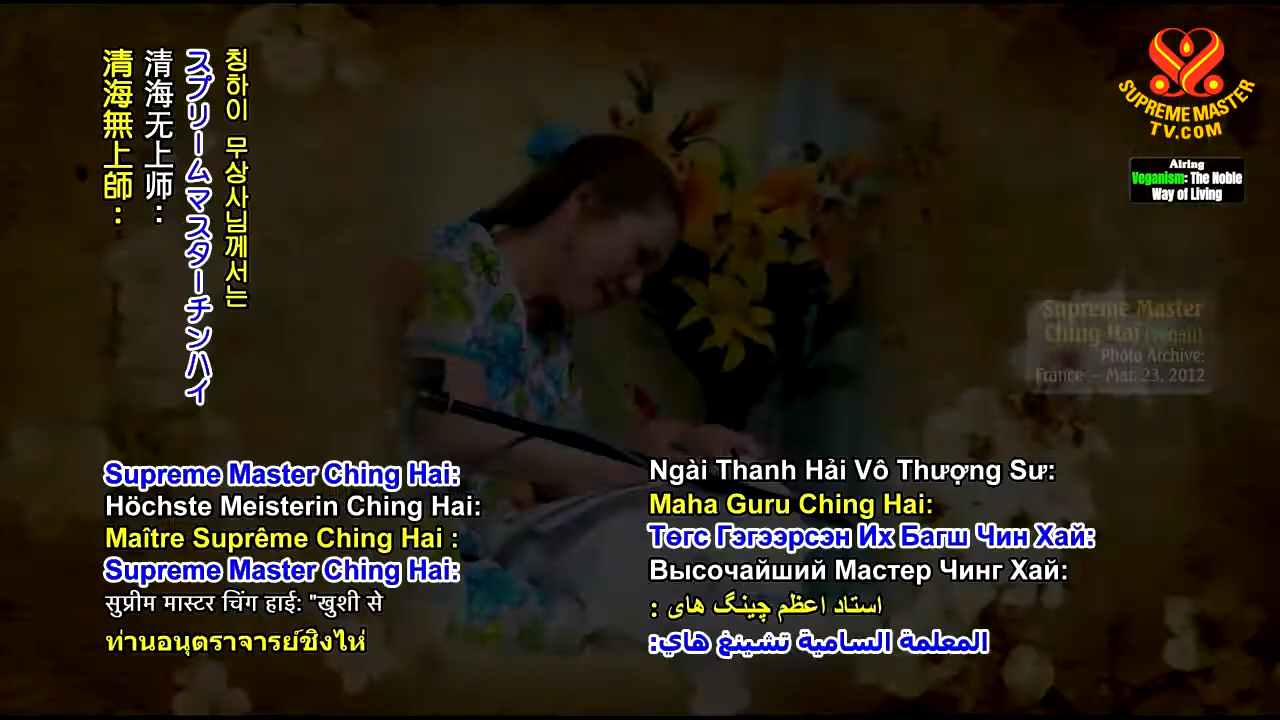 칭하이 무상사님께서는
スプリームマスターチンハイ
清海无上师：
清海無上師：
SUPREME MASTER
TV.COM
Airing
Veganism: The Noble
Way of Living
Supreme Master
Ching Hai (vegan)
Photo Archive:
France – Mar. 23, 2012
Supreme Master Ching Hai:
Höchste Meisterin Ching Hai:
Maître Suprême Ching Hai :
Supreme Master Ching Hai:
सुप्रीम मास्टर चिंग हाई: "खुशी से
ท่านอนุตราจารย์ชิงไห่
Ngài Thanh Hải Vô Thượng Sư:
Maha Guru Ching Hai:
Төгс Гэгээрсэн Их Багш Чин Хай:
Высочайший Мастер Чинг Хай:
استاد اعظم چینگ های :
المعلمة السامية تشينغ هاي: